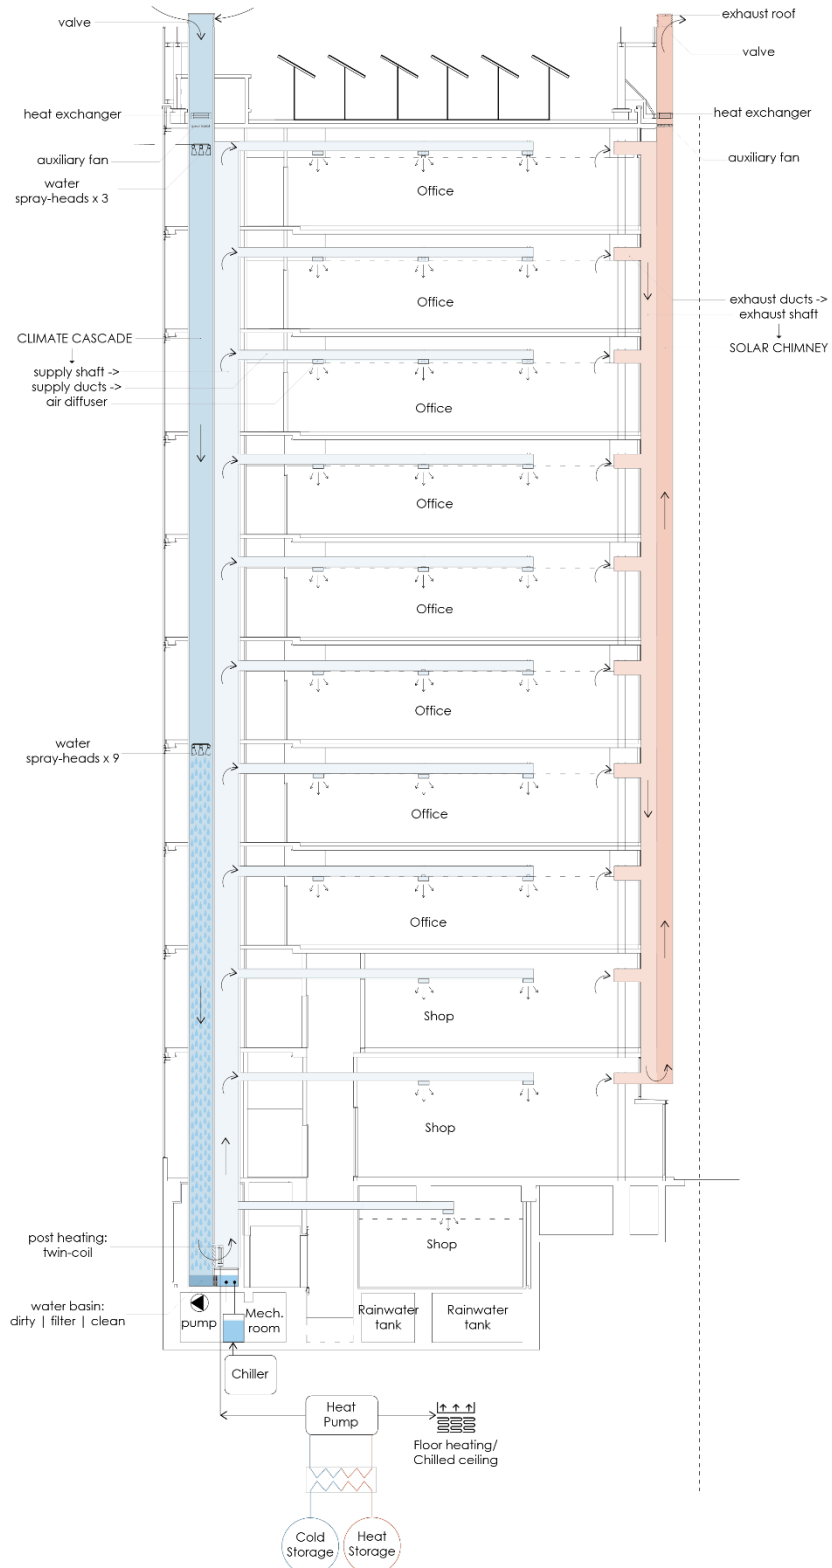 valve
exhaust roof
valve
heat exchanger
heat exchanger
auxiliary fan
auxiliary fan
water
spray-heads x 3
Office
Office
exhaust ducts ->
exhaust shaft
SOLAR CHIMNEY
CLIMATE CASCADE
supply shaft ->
supply ducts ->
air diffuser
Office
Office
Office
Office
water
spray-heads x 9
Office
Office
Shop
Shop
post heating:
twin-coil
Shop
water basin:
dirty | filter | clean
pump
Mech.
room
Rainwater
tank
Rainwater
tank
Chiller
Heat
Pump
Floor heating/
Chilled ceiling
Cold
Storage
Heat
Storage